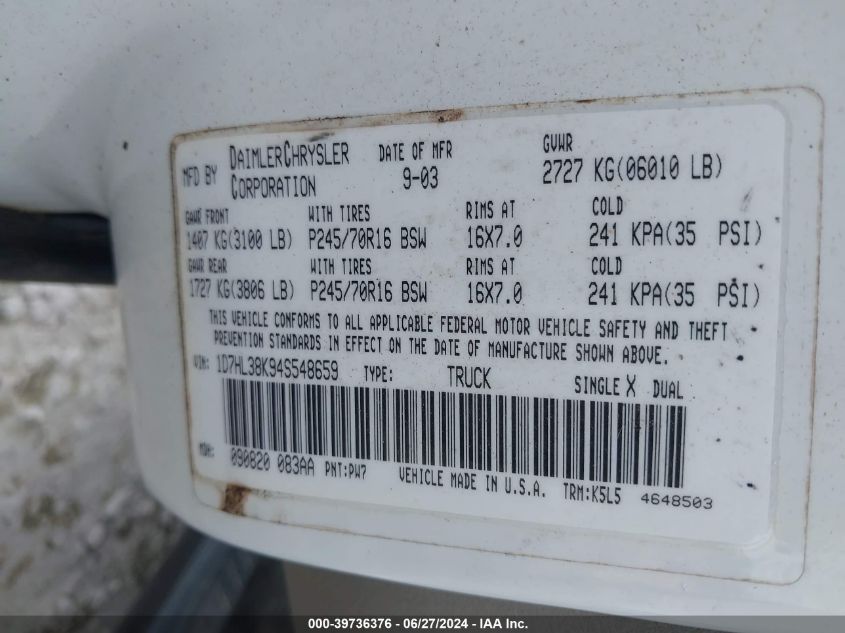 MFD BY DAIMLERCHRYSLER CORPORATION DATE OF MFR 9-03 GVWR 2727 KG(06010 LB)
GAWR FRONT WITH TIRES RIMS AT COLD
1407 KG(3100 LB) P245/70R16 BSW 16X7.0 241 KPA(35 PSI)
GAWR REAR WITH TIRES RIMS AT COLD
1727 KG(3806 LB) P245/70R16 BSW 16X7.0 241 KPA(35 PSI)
THIS VEHICLE CONFORMS TO ALL APPLICABLE FEDERAL MOTOR VEHICLE SAFETY AND THEFT
PREVENTION STANDARDS IN EFFECT ON THE DATE OF MANUFACTURE SHOWN ABOVE.
VIN: 1D7HL38K94S548659 TYPE: TRUCK SINGLE X DUAL
MDH: 090820 083AA PNT:PW7 VEHICLE MADE IN U.S.A. TRM:K5L5 4648503
000-39736376 - 06/27/2024 - IAA Inc.